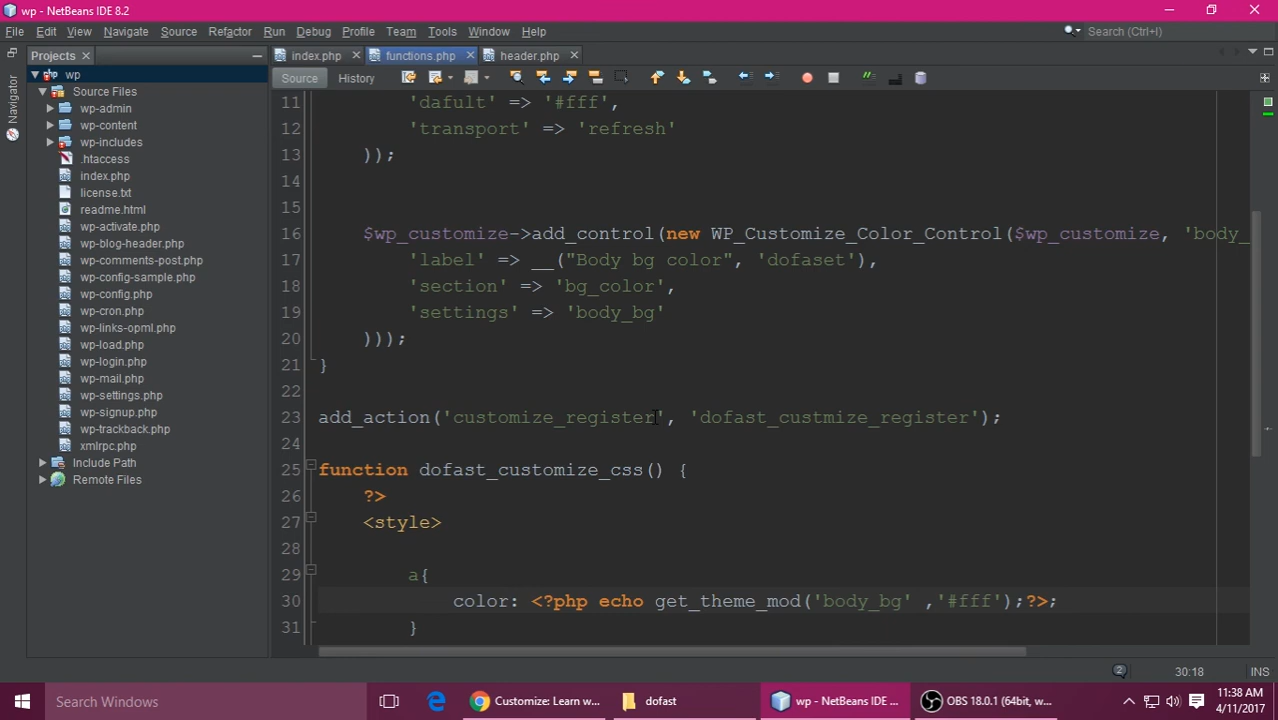 wp - NetBeans IDE 8.2
File Edit View Navigate Source Refactor Run Debug Profile Team Tools Window Help
Search (Ctrl+I)
Projects
index.php functions.php header.php
Navigator
wp
Source Files
wp-admin
wp-content
wp-includes
.htaccess
index.php
license.txt
readme.html
wp-activate.php
wp-blog-header.php
wp-comments-post.php
wp-config-sample.php
wp-config.php
wp-cron.php
wp-links-opml.php
wp-load.php
wp-login.php
wp-mail.php
wp-settings.php
wp-signup.php
wp-trackback.php
xmlrpc.php
Include Path
Remote Files
Source History
11 'dafult' => '#fff',
12 'transport' => 'refresh'
13 ));
14
15
16 $wp_customize->add_control(new WP_Customize_Color_Control($wp_customize, 'body_
17 'label' => __("Body bg color", 'dofaset'),
18 'section' => 'bg_color',
19 'settings' => 'body_bg'
20 )));
21 }
22
23 add_action('customize_register', 'dofast_custmize_register');
24
25 function dofast_customize_css() {
26 ?>
27 <style>
28
29 a{
30 color: <?php echo get_theme_mod('body_bg' ,'#fff');?>;
31 }
2 30:18 INS
Search Windows
Customize: Learn w...
dofast
wp - NetBeans IDE ...
OBS 18.0.1 (64bit, w...
11:38 AM
4/11/2017